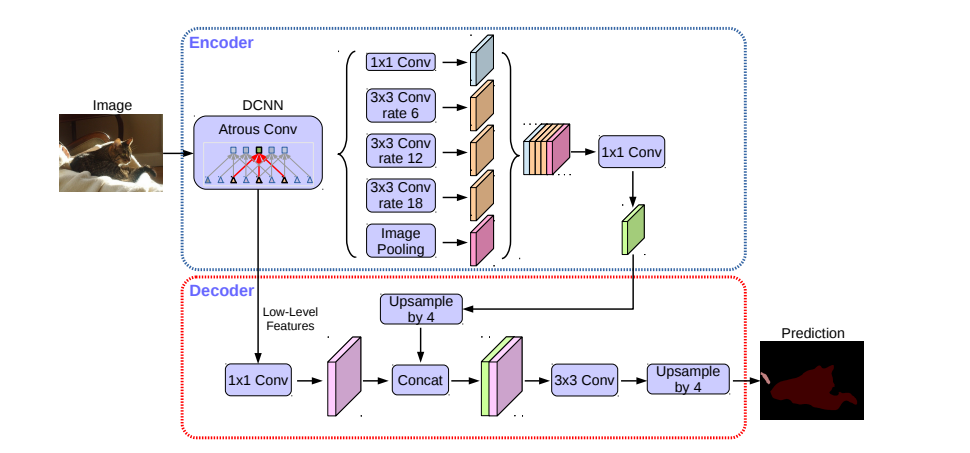 Encoder
Image
DCNN
Atrous Conv
1x1 Conv
3x3 Conv
rate 6
3x3 Conv
rate 12
3x3 Conv
rate 18
Image
Pooling
1x1 Conv
Decoder
Low-Level
Features
Upsample
by 4
1x1 Conv
Concat
3x3 Conv
Upsample
by 4
Prediction